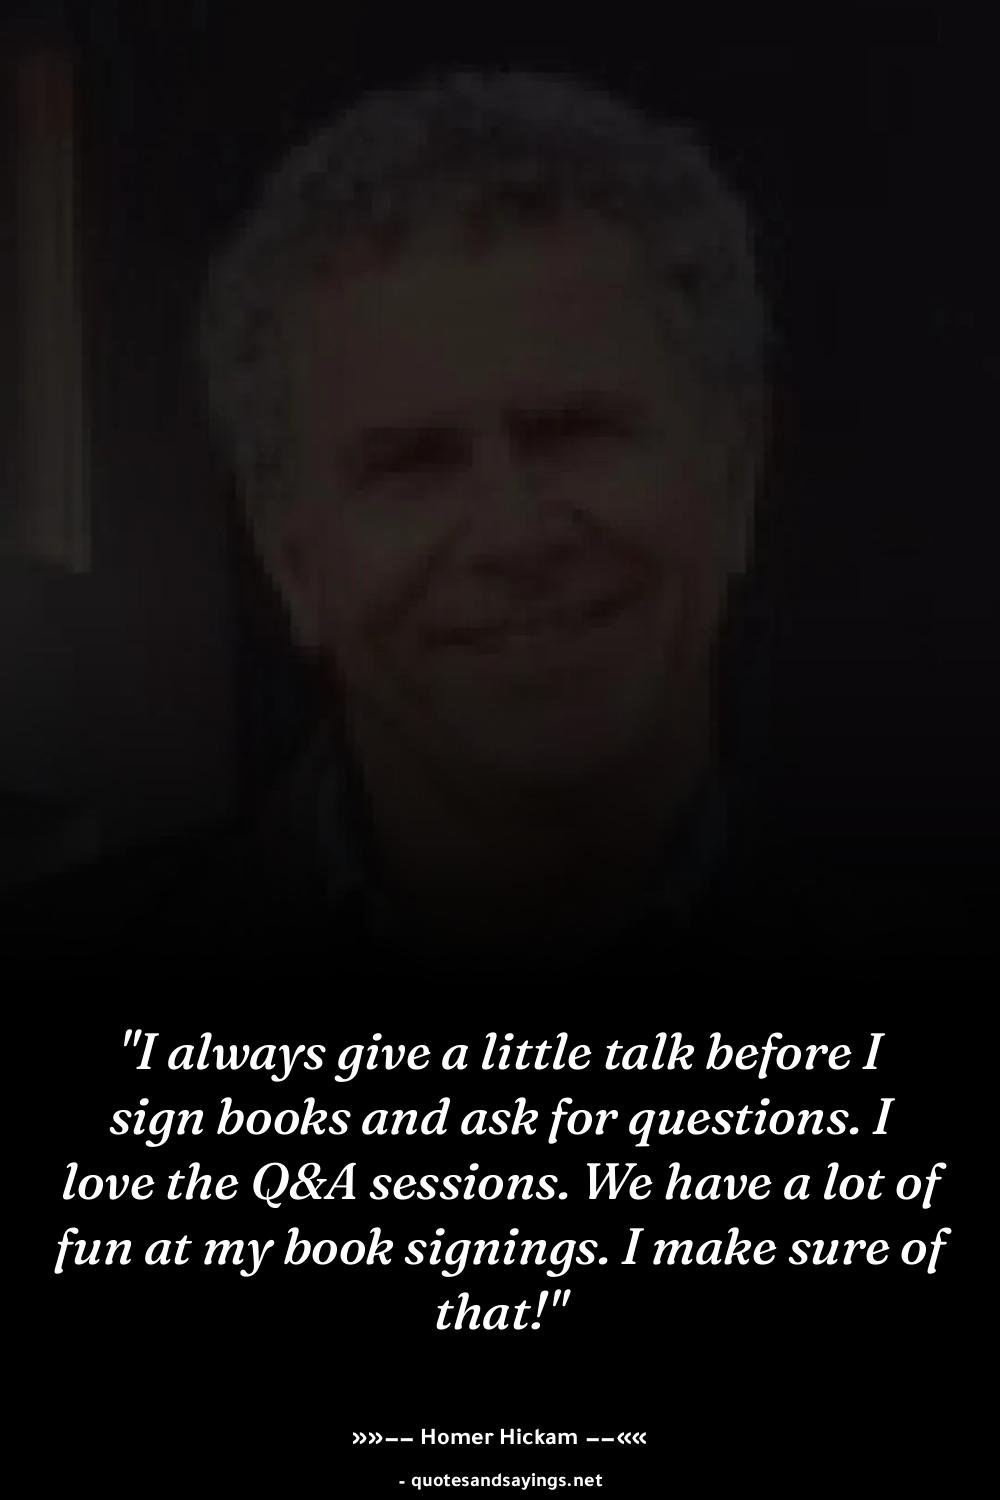 "I always give a little talk before I
sign books and ask for questions. I
love the Q&A sessions. We have a lot of
fun at my book signings. I make sure of
that!"
»»−− Homer Hickam −−««
- quotesandsayings.net